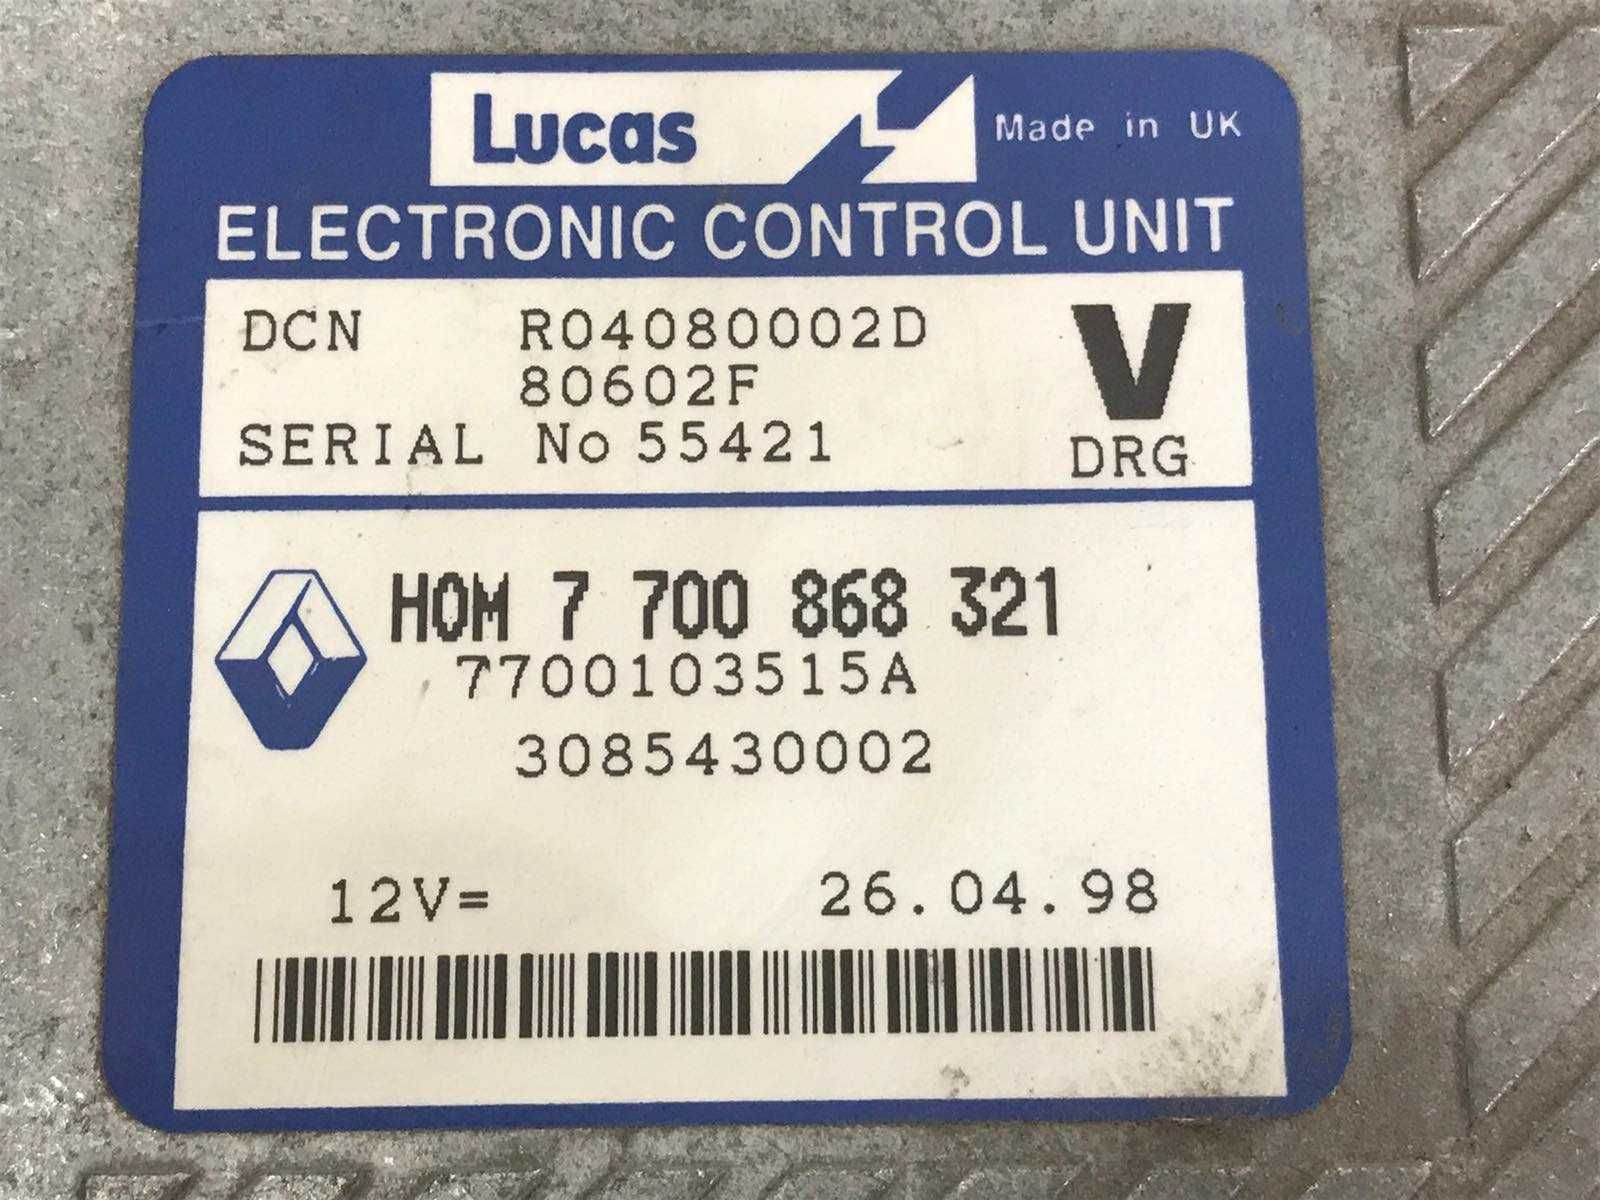 Lucas Made in UK
ELECTRONIC CONTROL UNIT
DCN R04080002D V
80602F
SERIAL No 55421 DRG
HOM 7 700 868 321
7700103515A
3085430002
12V= 26.04.98